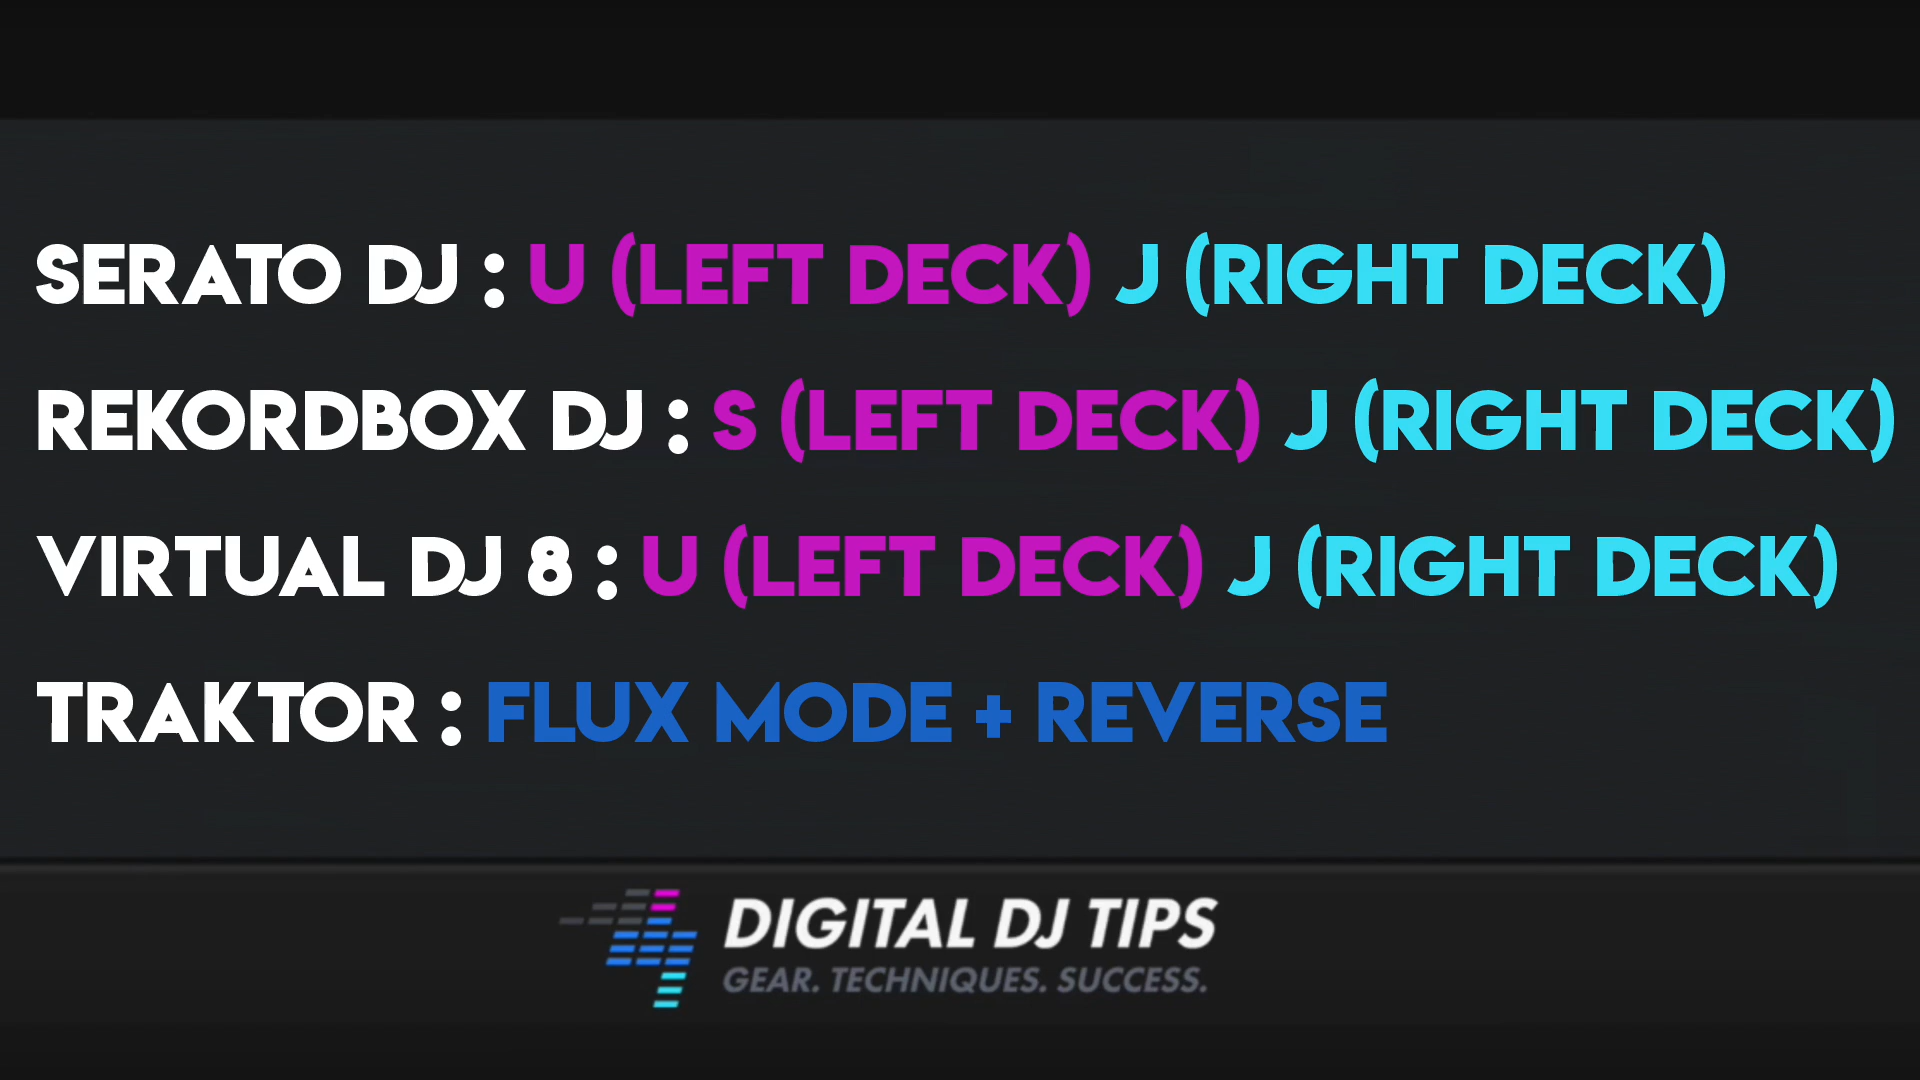 SERATO DJ : U (LEFT DECK) J (RIGHT DECK)
REKORDBOX DJ : S (LEFT DECK) J (RIGHT DECK)
VIRTUAL DJ 8 : U (LEFT DECK) J (RIGHT DECK)
TRAKTOR : FLUX MODE + REVERSE
DIGITAL DJ TIPS
GEAR. TECHNIQUES. SUCCESS.